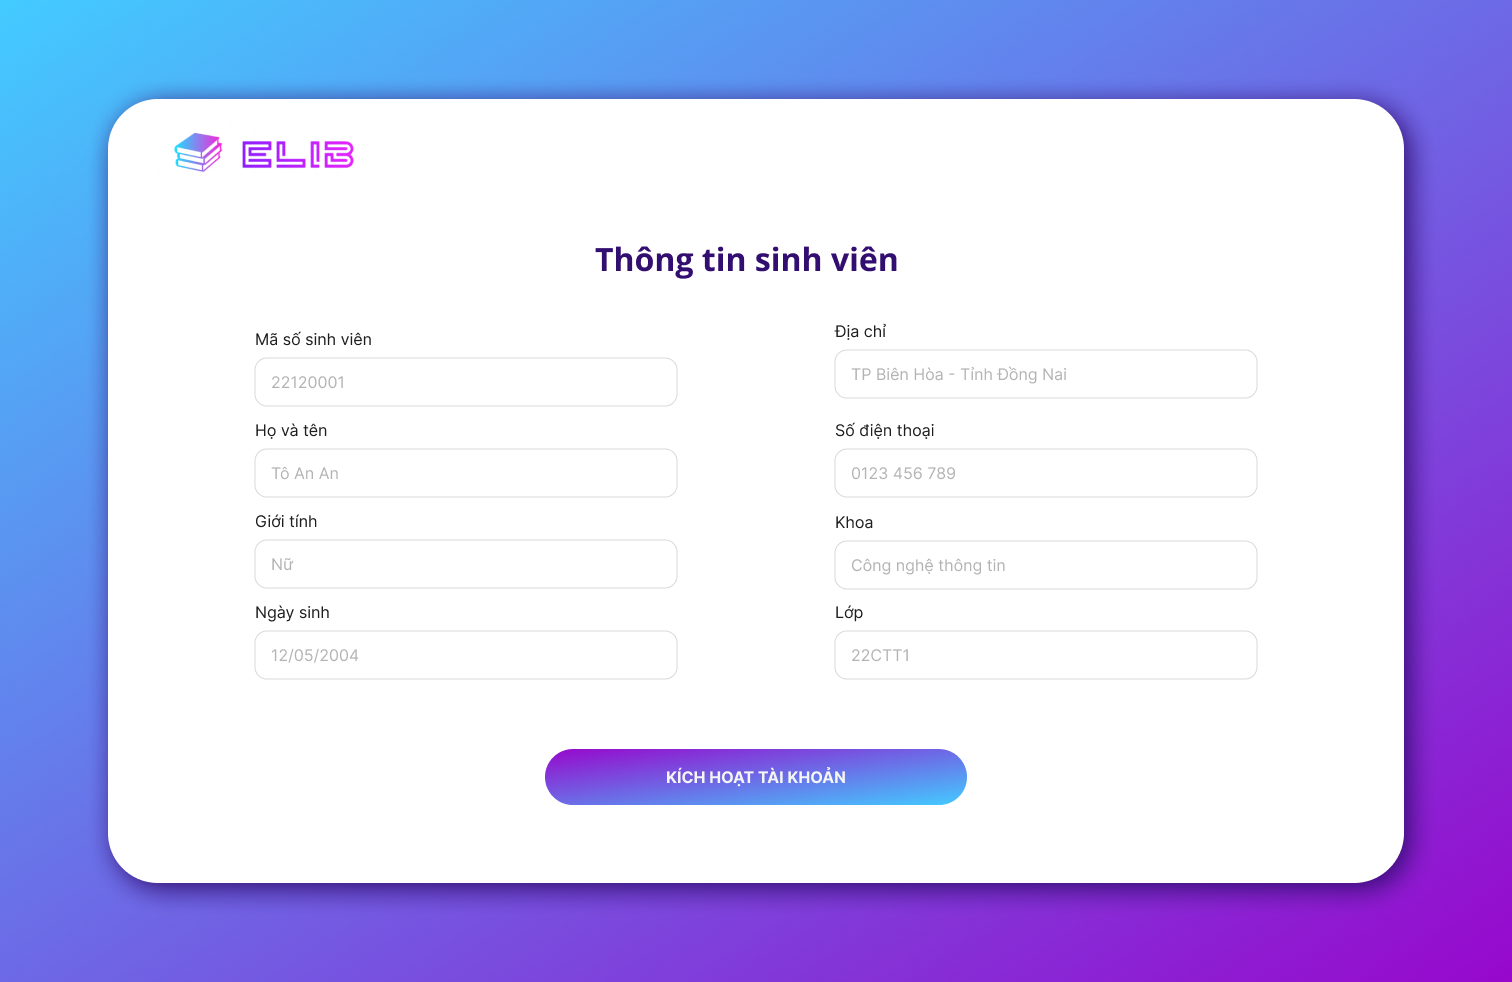 ELIB
Thông tin sinh viên
Mã số sinh viên
22120001
Họ và tên
Tô An An
Giới tính
Nữ
Ngày sinh
12/05/2004
Địa chỉ
TP Biên Hòa - Tỉnh Đồng Nai
Số điện thoại
0123 456 789
Khoa
Công nghệ thông tin
Lớp
22CTT1
KÍCH HOẠT TÀI KHOẢN